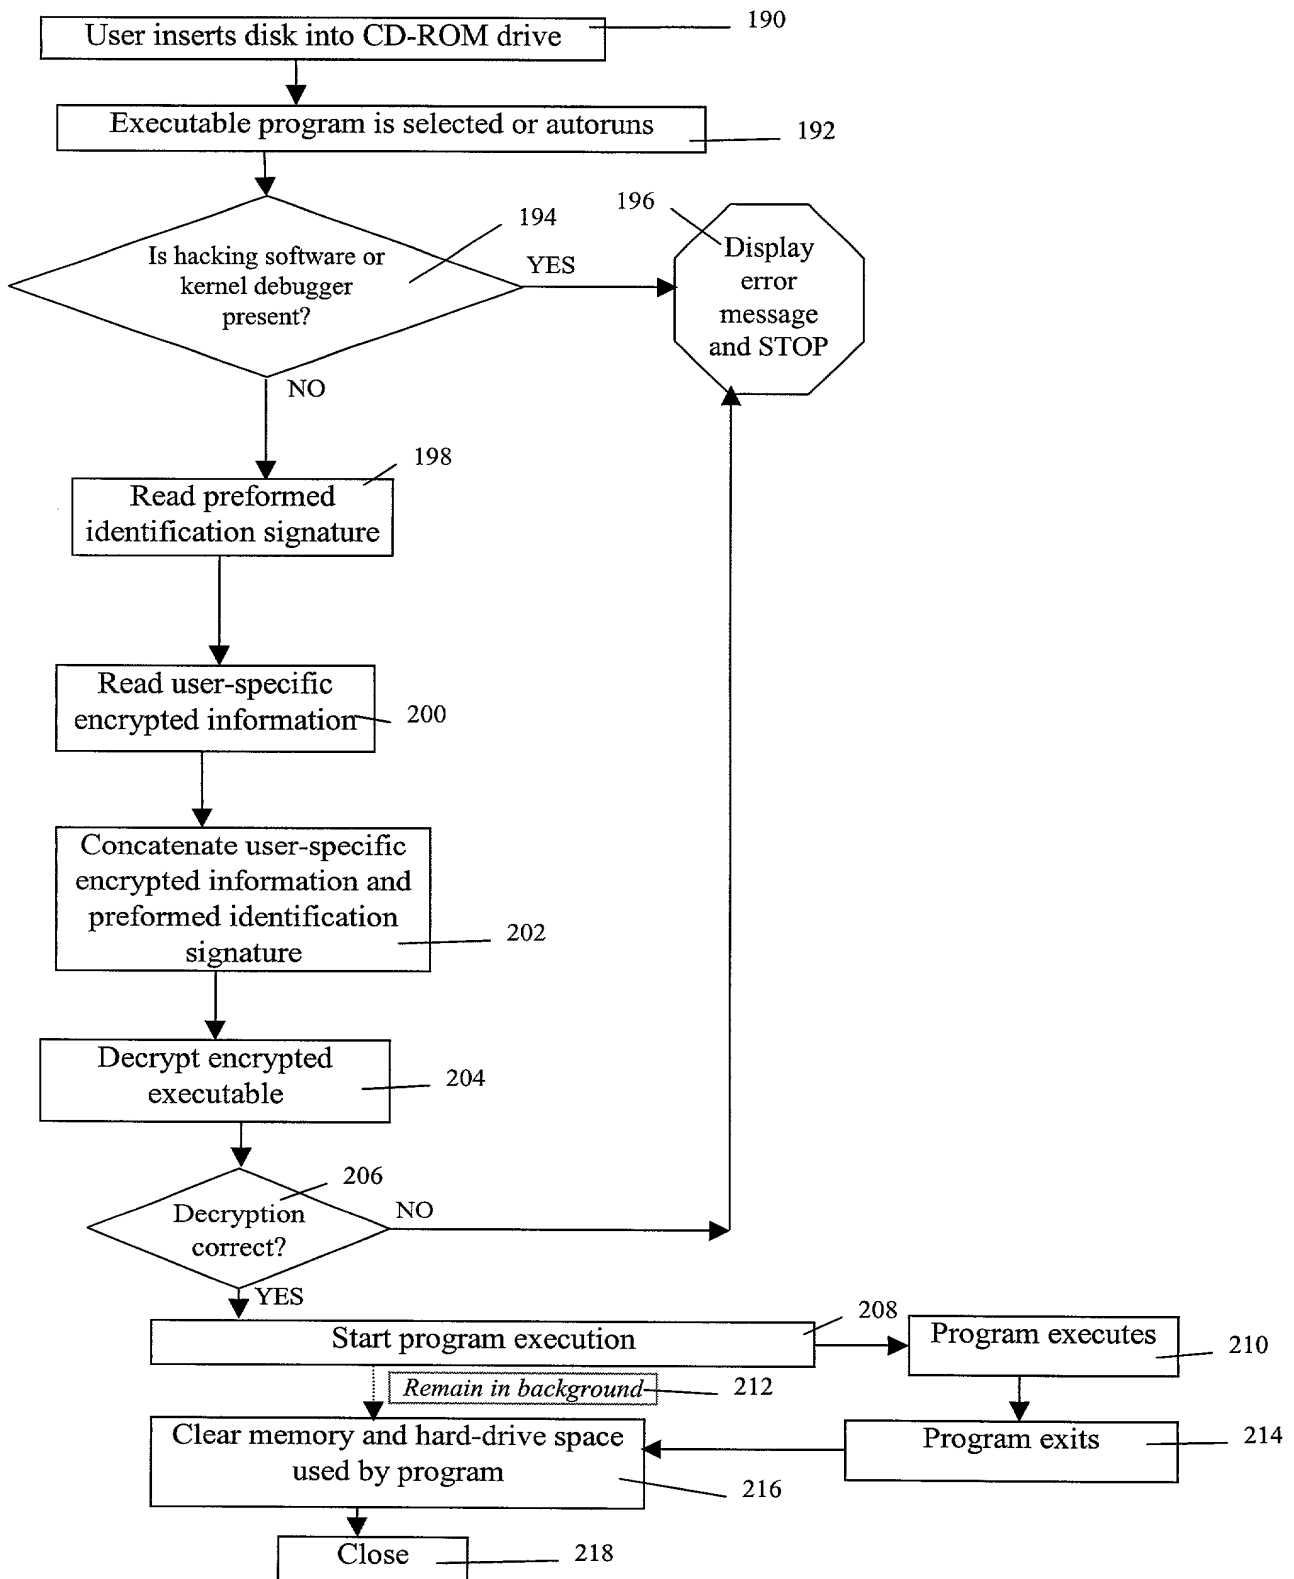 190
User inserts disk into CD-ROM drive
Executable program is selected or autoruns
192
194
196
Is hacking software or
kernel debugger
present?
YES
Display
error
message
and STOP
NO
198
Read preformed
identification signature
Read user-specific
encrypted information
200
Concatenate user-specific
encrypted information and
preformed identification
signature
202
Decrypt encrypted
executable
204
206
Decryption
correct?
NO
YES
208
Start program execution
Program executes
210
Remain in background
212
Clear memory and hard-drive space
used by program
216
Program exits
214
Close
218